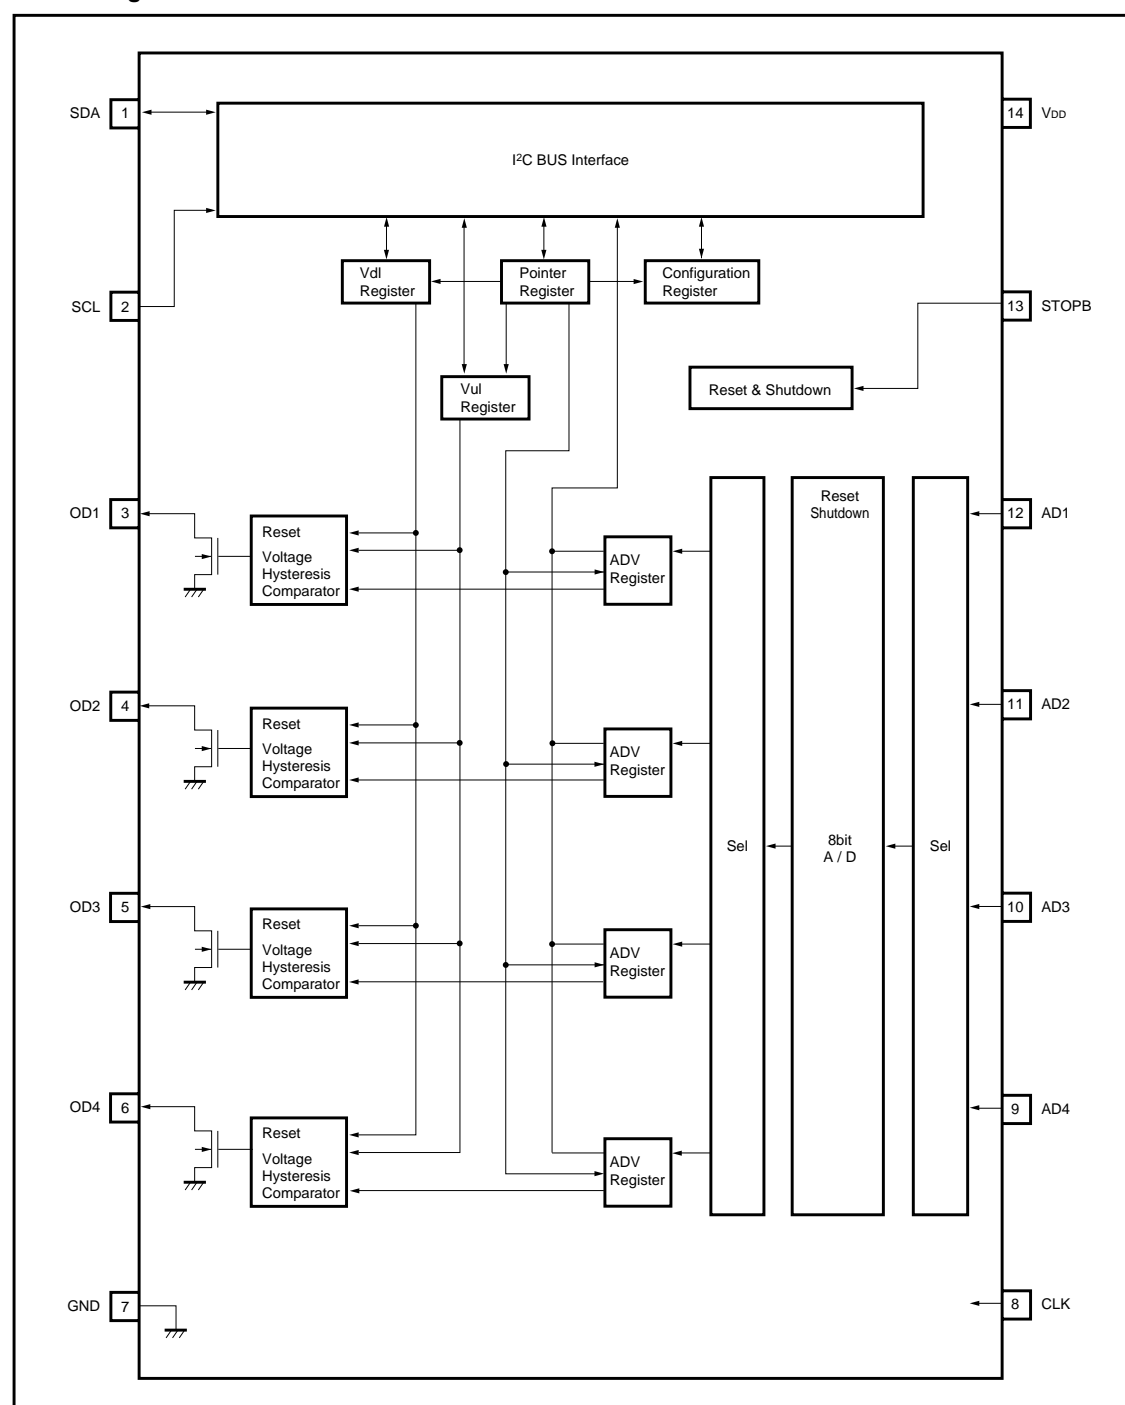 SDA 1
I²C BUS Interface
14 VDD
SCL 2
Vdl
Register
Pointer
Register
Configuration
Register
13 STOPB
Vul
Register
Reset & Shutdown
OD1 3
Reset
Voltage
Hysteresis
Comparator
ADV
Register
Reset
Shutdown
12 AD1
OD2 4
Reset
Voltage
Hysteresis
Comparator
ADV
Register
11 AD2
Sel
8bit
A / D
Sel
OD3 5
Reset
Voltage
Hysteresis
Comparator
ADV
Register
10 AD3
OD4 6
Reset
Voltage
Hysteresis
Comparator
ADV
Register
9 AD4
GND 7
8 CLK